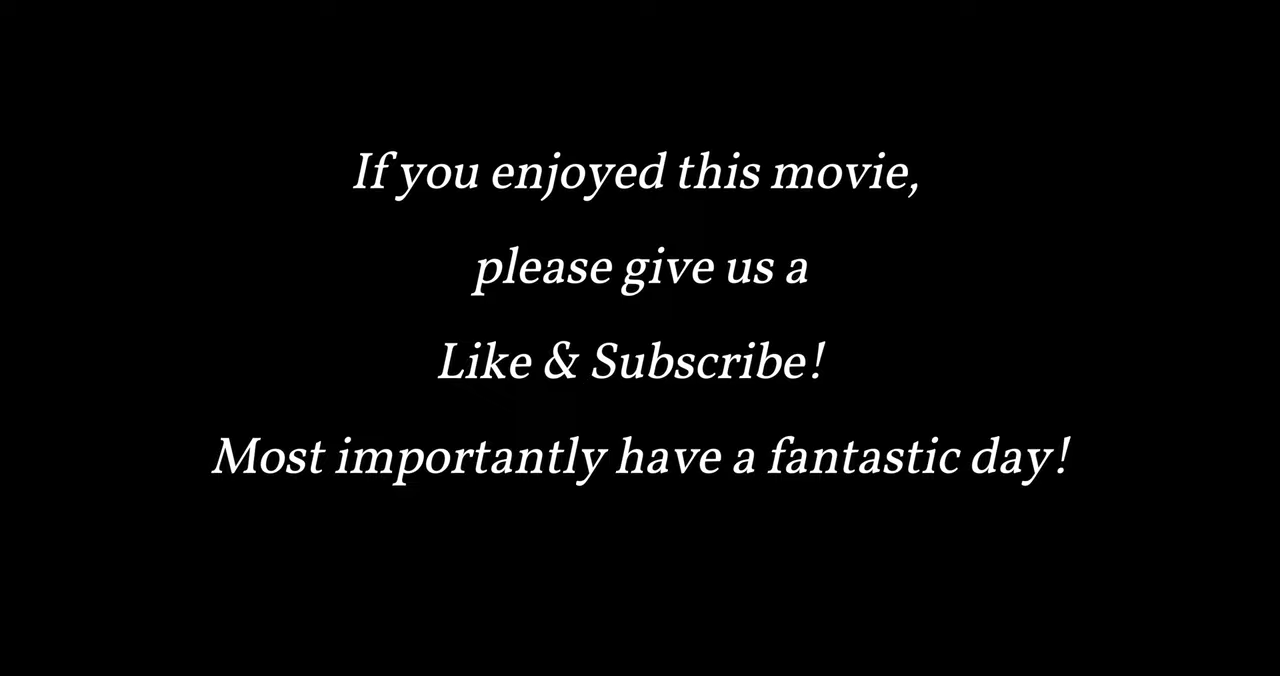 If you enjoyed this movie,
please give us a
Like & Subscribe!
Most importantly have a fantastic day!